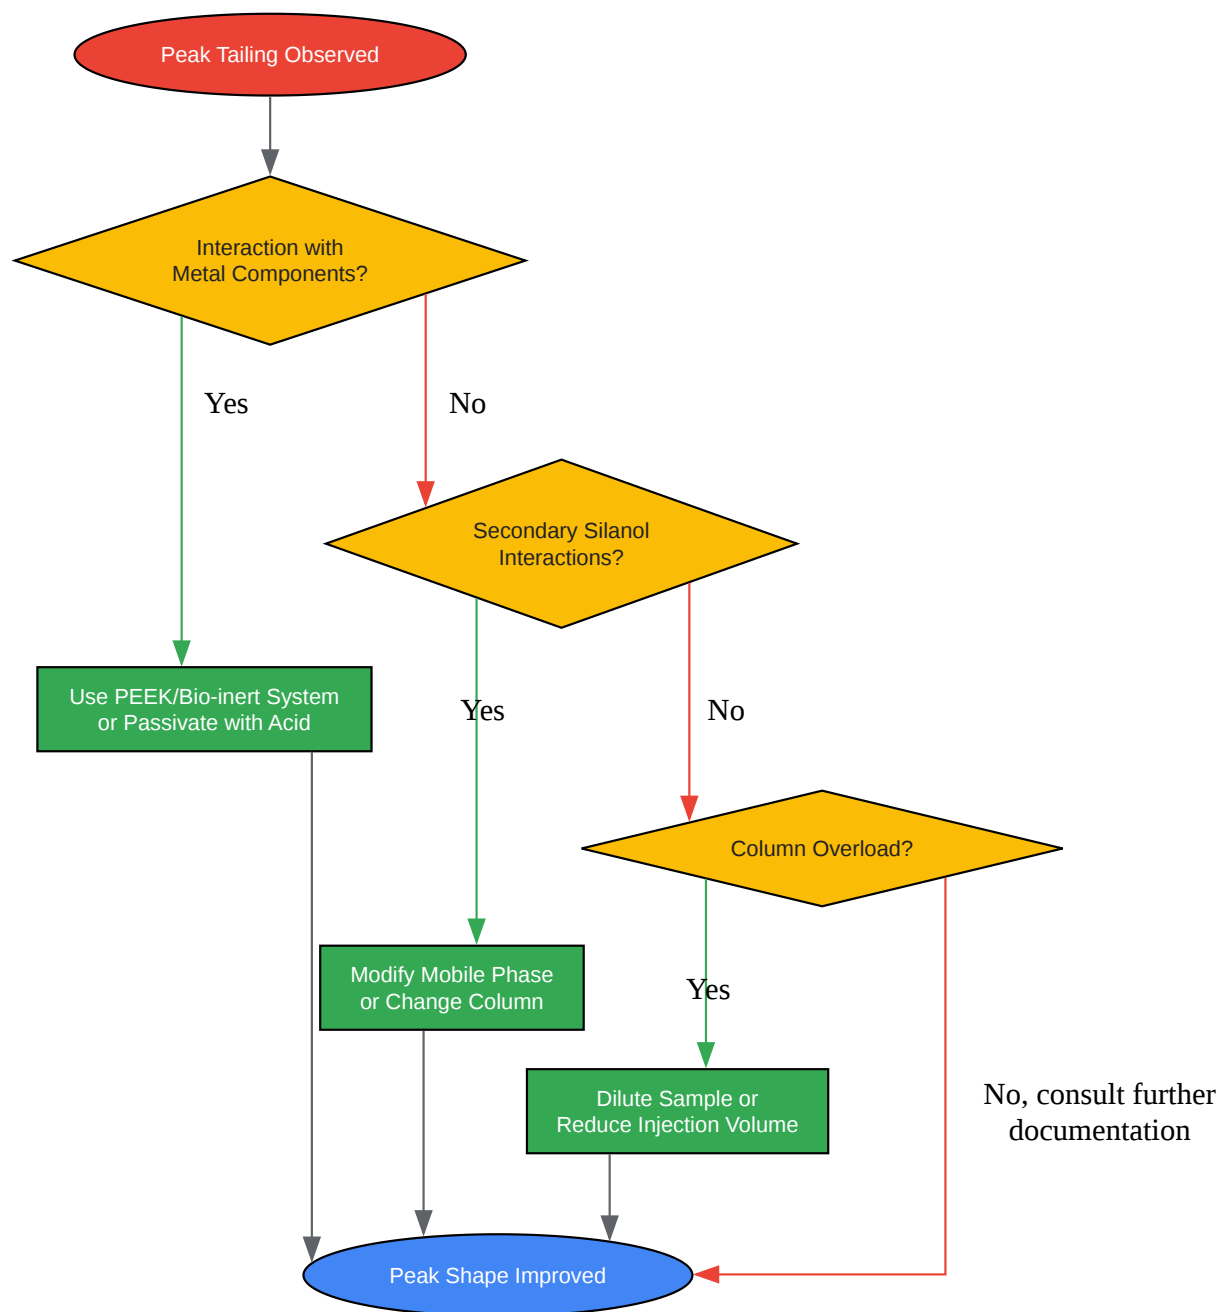 Peak Tailing Observed
Interaction with
Metal Components?
Yes
No
Secondary Silanol
Interactions?
Use PEEK/Bio-inert System
or Passivate with Acid
Yes
No
Column Overload?
Modify Mobile Phase
or Change Column
Yes
Dilute Sample or
Reduce Injection Volume
No, consult further
documentation
Peak Shape Improved